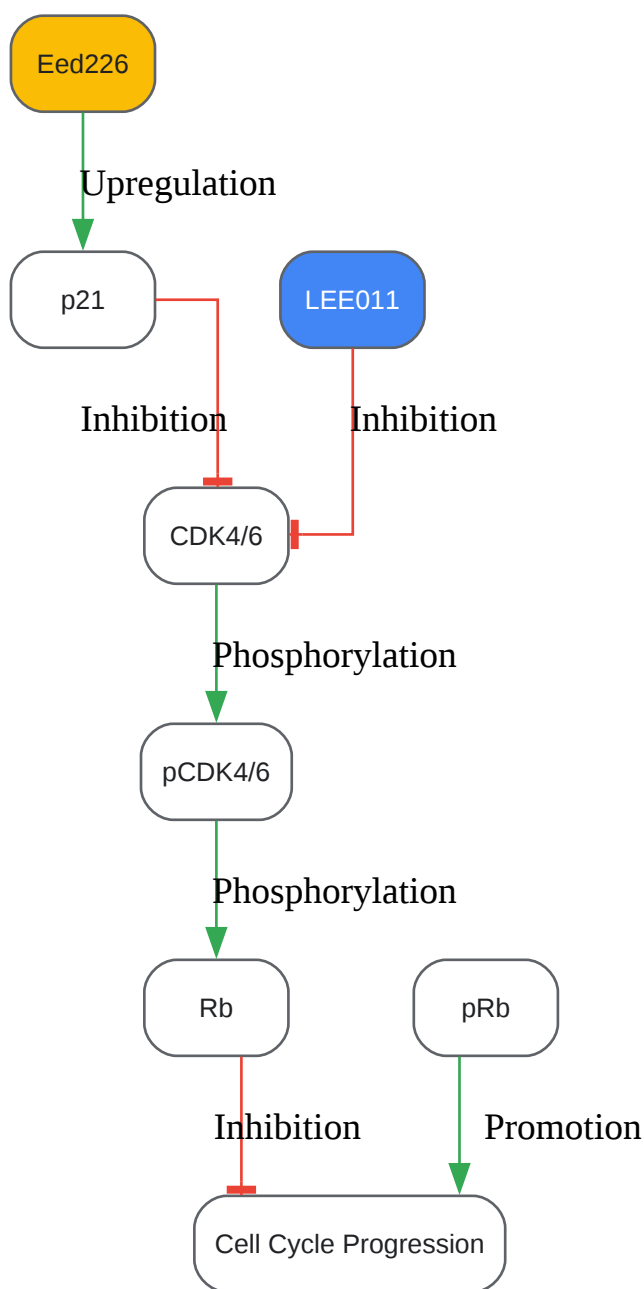 Eed226
Upregulation
p21
LEE011
Inhibition
Inhibition
CDK4/6
Phosphorylation
pCDK4/6
Phosphorylation
Rb
pRb
Inhibition
Promotion
Cell Cycle Progression